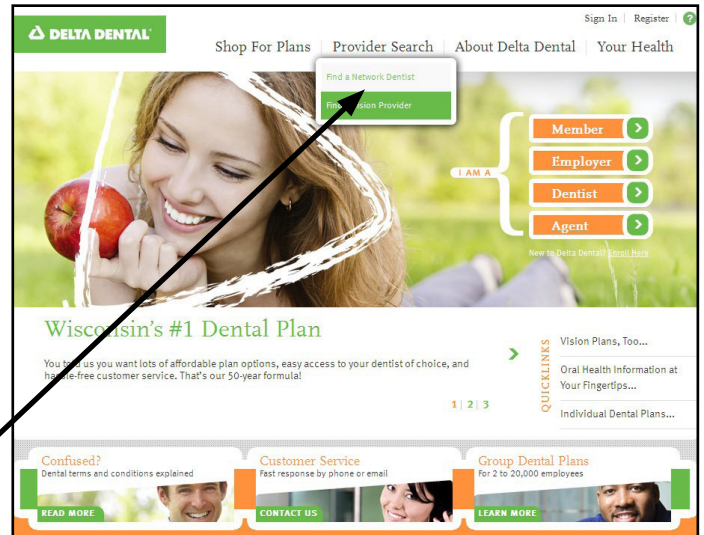 Sign In | Register | ?
DELTA DENTAL
Shop For Plans | Provider Search | About Delta Dental | Your Health
Find a Network Dentist
Vision Provider
I AM A
Member
Employer
Dentist
Agent
New to Delta Dental? Enroll Here
Wisconsin's #1 Dental Plan
You told us you want lots of affordable plan options, easy access to your dentist of choice, and
hassle-free customer service. That's our 50-year formula!
1 | 2 | 3
QUICKLINKS
Vision Plans, Too...
Oral Health Information at
Your Fingertips...
Individual Dental Plans...
Confused?
Dental terms and conditions explained
READ MORE
Customer Service
Fast response by phone or email
CONTACT US
Group Dental Plans
For 2 to 20,000 employees
LEARN MORE